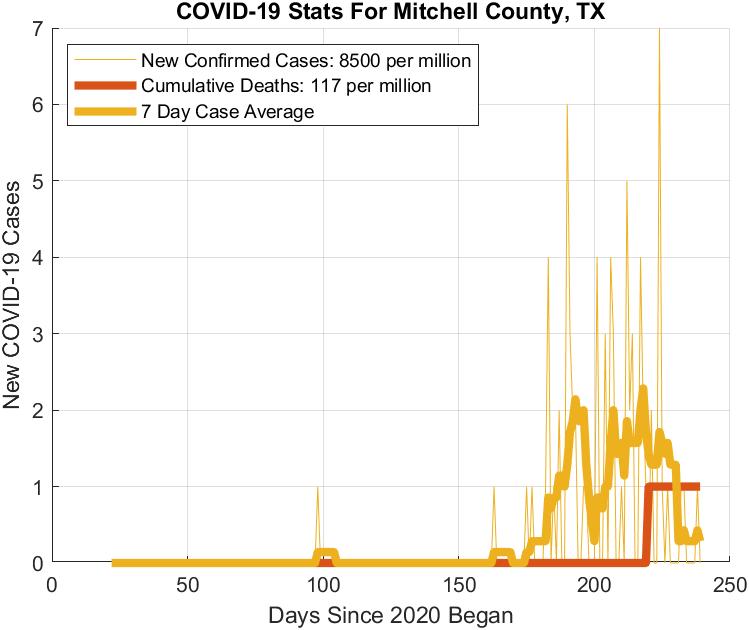 COVID-19 Stats For Mitchell County, TX
New Confirmed Cases: 8500 per million
Cumulative Deaths: 117 per million
7 Day Case Average
New COVID-19 Cases
7
6
5
4
3
2
1
0
0 50 100 150 200 250
Days Since 2020 Began